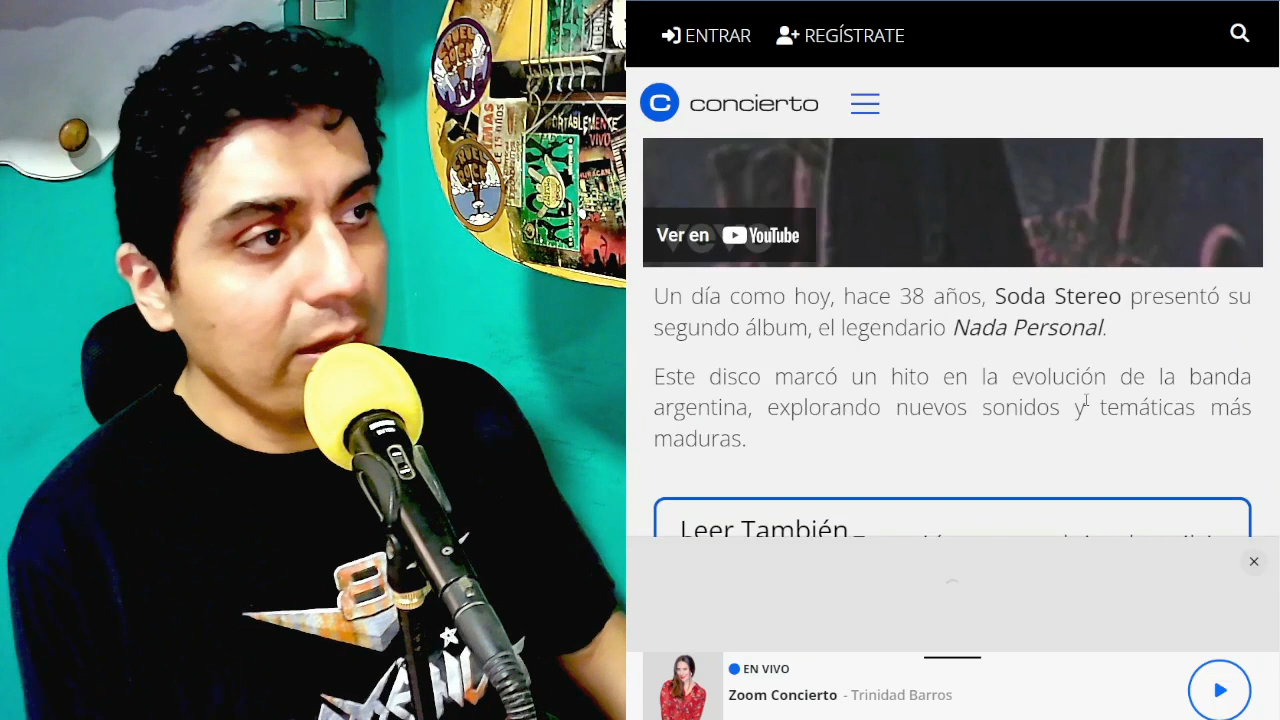 ENTRAR REGÍSTRATE
C concierto
Ver en YouTube
Un día como hoy, hace 38 años, Soda Stereo presentó su
segundo álbum, el legendario Nada Personal.
Este disco marcó un hito en la evolución de la banda
argentina, explorando nuevos sonidos y temáticas más
maduras.
Leer También
EN VIVO
Zoom Concierto - Trinidad Barros